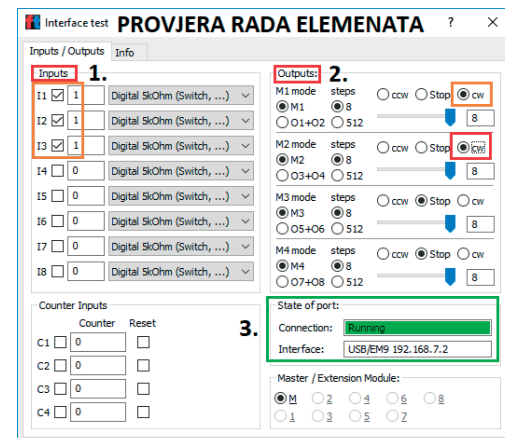 Interface test PROVJERA RADA ELEMENATA ? ×
Inputs / Outputs Info
Inputs 1.
I1 1 Digital 5kOhm (Switch, ...)
I2 1 Digital 5kOhm (Switch, ...)
I3 1 Digital 5kOhm (Switch, ...)
I4 0 Digital 5kOhm (Switch, ...)
I5 0 Digital 5kOhm (Switch, ...)
I6 0 Digital 5kOhm (Switch, ...)
I7 0 Digital 5kOhm (Switch, ...)
I8 0 Digital 5kOhm (Switch, ...)
Counter Inputs
Counter Reset
C1 0
C2 0
C3 0
C4 0
Outputs: 2.
M1 mode steps
M1 8 ccw Stop cw
O1+O2 512 8
M2 mode steps
M2 8 ccw Stop cw
O3+O4 512 8
M3 mode steps
M3 8 ccw Stop cw
O5+O6 512 8
M4 mode steps
M4 8 ccw Stop cw
O7+O8 512 8
3.
State of port:
Connection: Running
Interface: USB/EM9 192.168.7.2
Master / Extension Module:
M 2 4 6 8
1 3 5 7